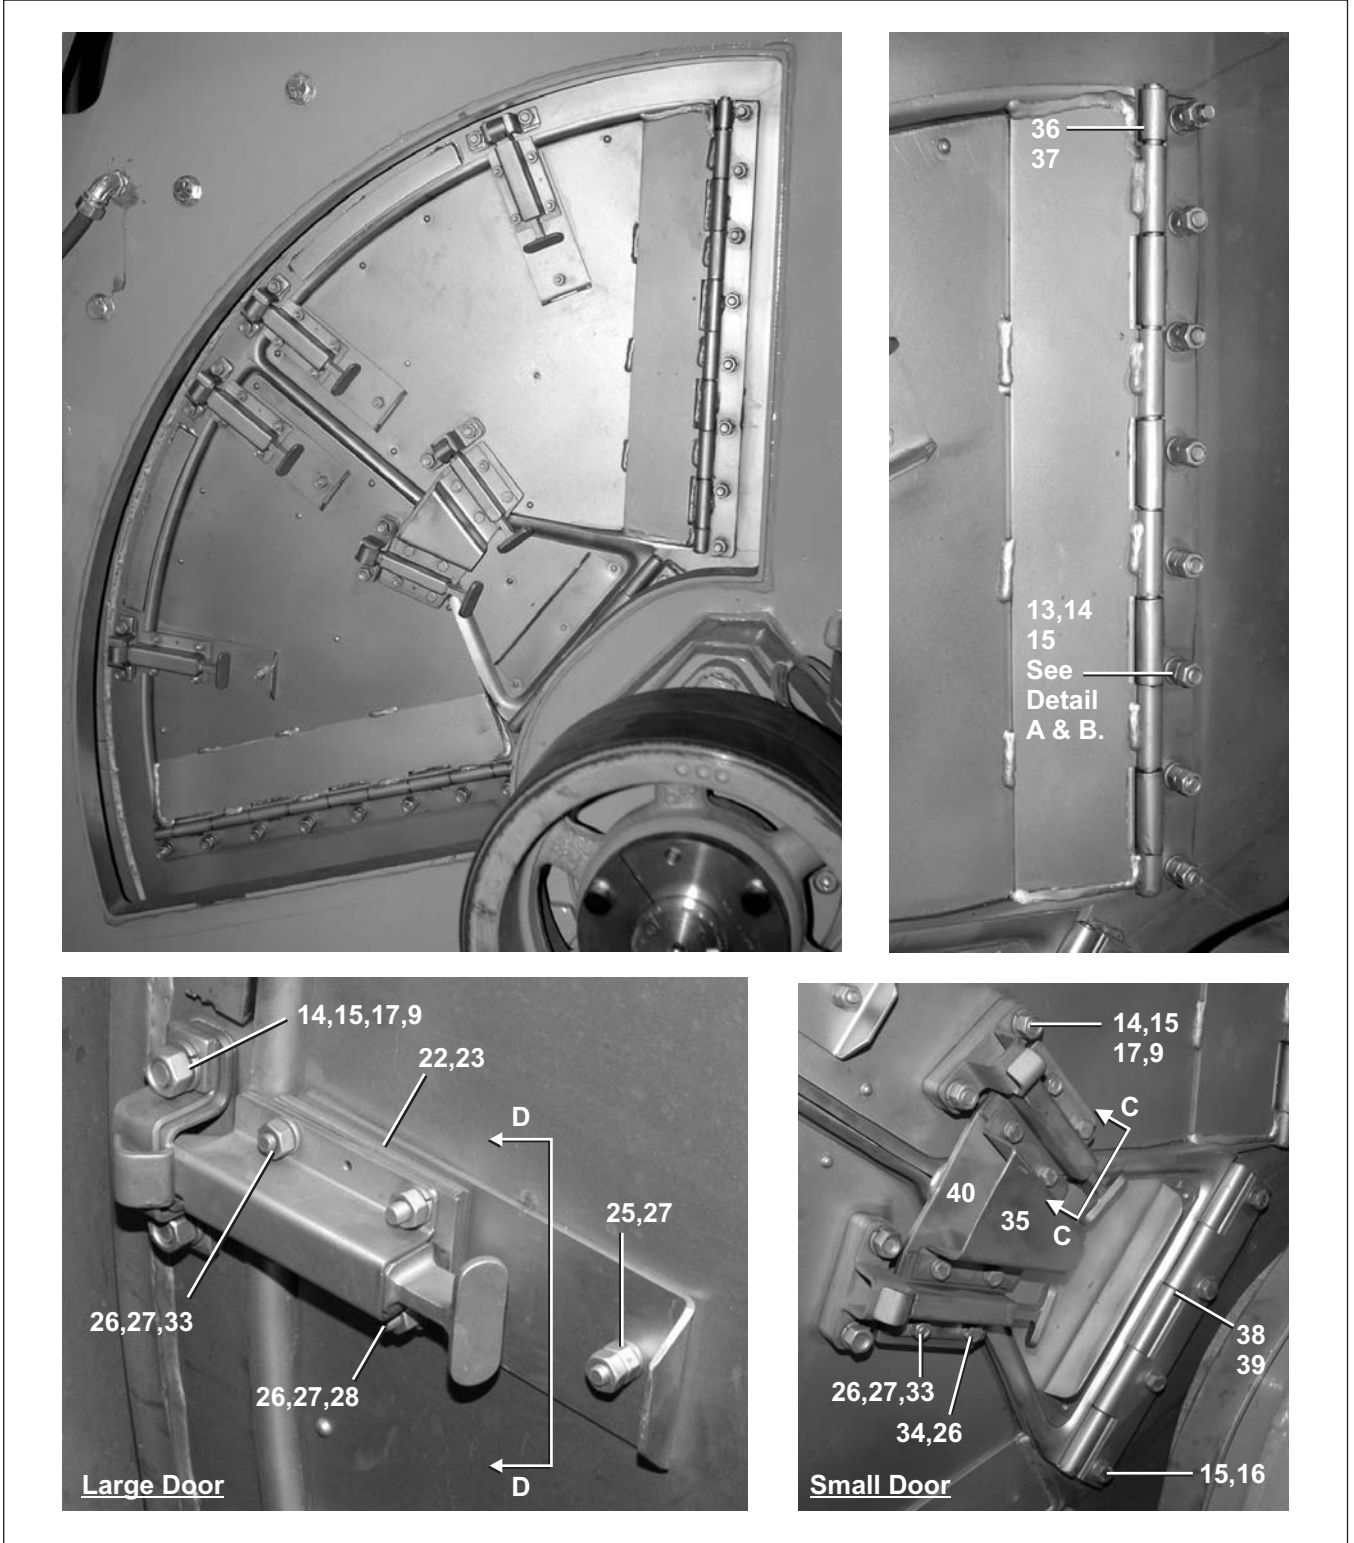 36
37
13,14
15
See
Detail
A & B.
14,15,17,9
22,23
D
25,27
26,27,33
26,27,28
D
Large Door
14,15
17,9
C
40
35
C
38
39
26,27,33
34,26
15,16
Small Door